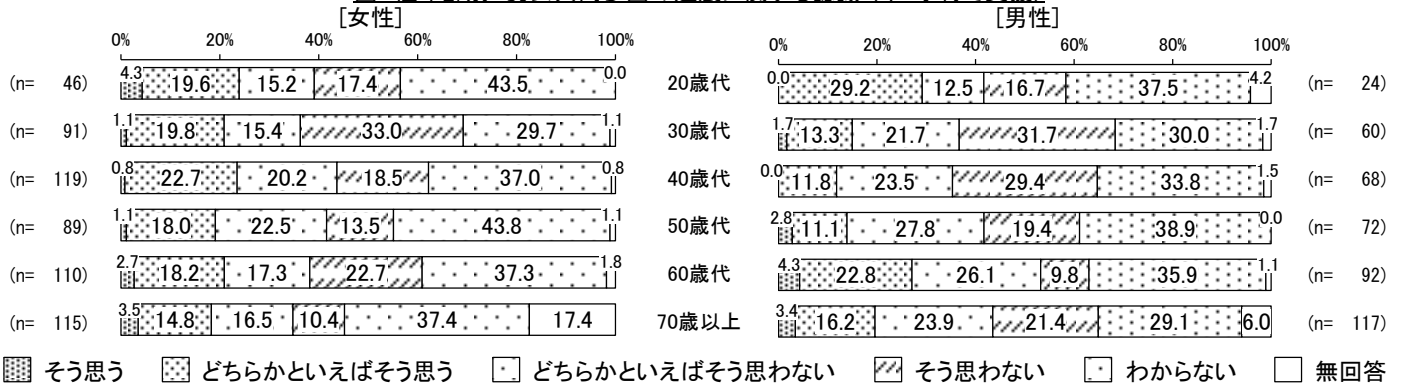 [女性] [男性]
0% 20% 40% 60% 80% 100% 0% 20% 40% 60% 80% 100%
(n= 46) 4.3 19.6 15.2 17.4 43.5 0.0 20歳代 0.0 29.2 12.5 16.7 37.5 4.2 (n= 24)
(n= 91) 1.1 19.8 15.4 33.0 29.7 1.1 30歳代 1.7 13.3 21.7 31.7 30.0 1.7 (n= 60)
(n= 119) 0.8 22.7 20.2 18.5 37.0 0.8 40歳代 0.0 11.8 23.5 29.4 33.8 1.5 (n= 68)
(n= 89) 1.1 18.0 22.5 13.5 43.8 1.1 50歳代 2.8 11.1 27.8 19.4 38.9 0.0 (n= 72)
(n= 110) 2.7 18.2 17.3 22.7 37.3 1.8 60歳代 4.3 22.8 26.1 9.8 35.9 1.1 (n= 92)
(n= 115) 3.5 14.8 16.5 10.4 37.4 17.4 70歳以上 3.4 16.2 23.9 21.4 29.1 6.0 (n= 117)
そう思う どちらかといえばそう思う どちらかといえばそう思わない そう思わない わからない 無回答